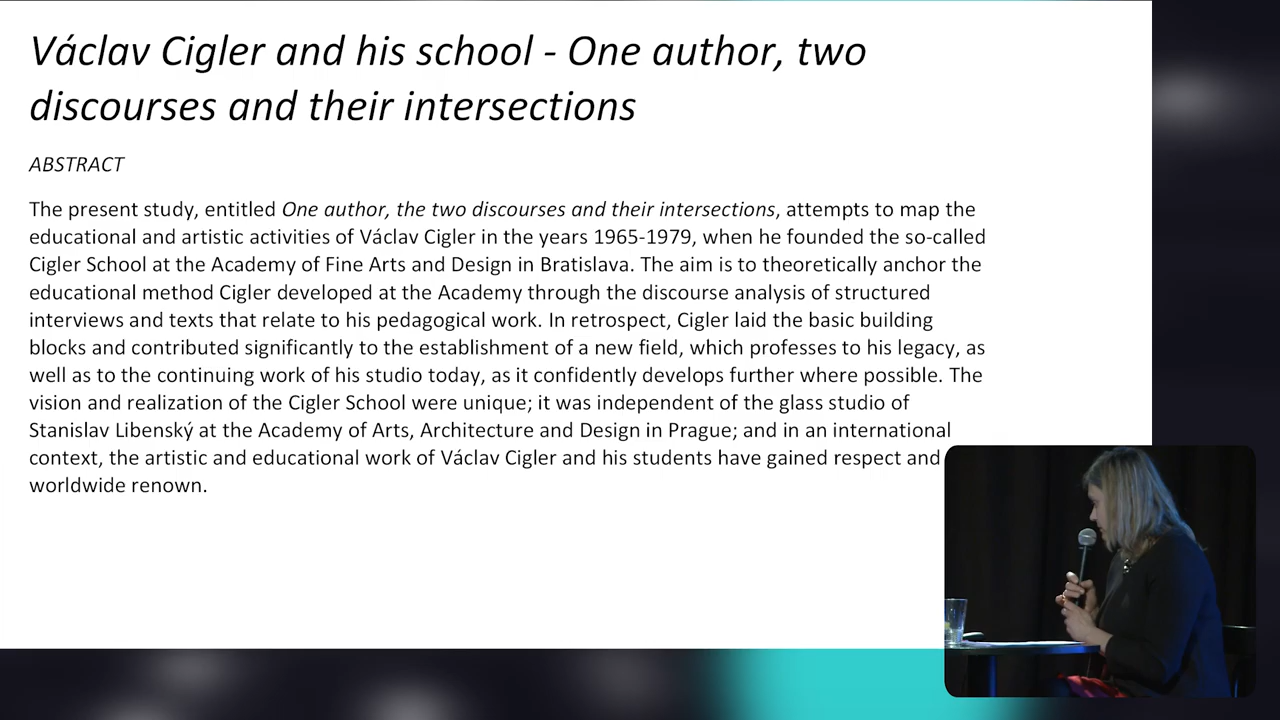 Václav Cigler and his school - One author, two
discourses and their intersections
ABSTRACT
The present study, entitled One author, the two discourses and their intersections, attempts to map the
educational and artistic activities of Václav Cigler in the years 1965-1979, when he founded the so-called
Cigler School at the Academy of Fine Arts and Design in Bratislava. The aim is to theoretically anchor the
educational method Cigler developed at the Academy through the discourse analysis of structured
interviews and texts that relate to his pedagogical work. In retrospect, Cigler laid the basic building
blocks and contributed significantly to the establishment of a new field, which professes to his legacy, as
well as to the continuing work of his studio today, as it confidently develops further where possible. The
vision and realization of the Cigler School were unique; it was independent of the glass studio of
Stanislav Libenský at the Academy of Arts, Architecture and Design in Prague; and in an international
context, the artistic and educational work of Václav Cigler and his students have gained respect and
worldwide renown.